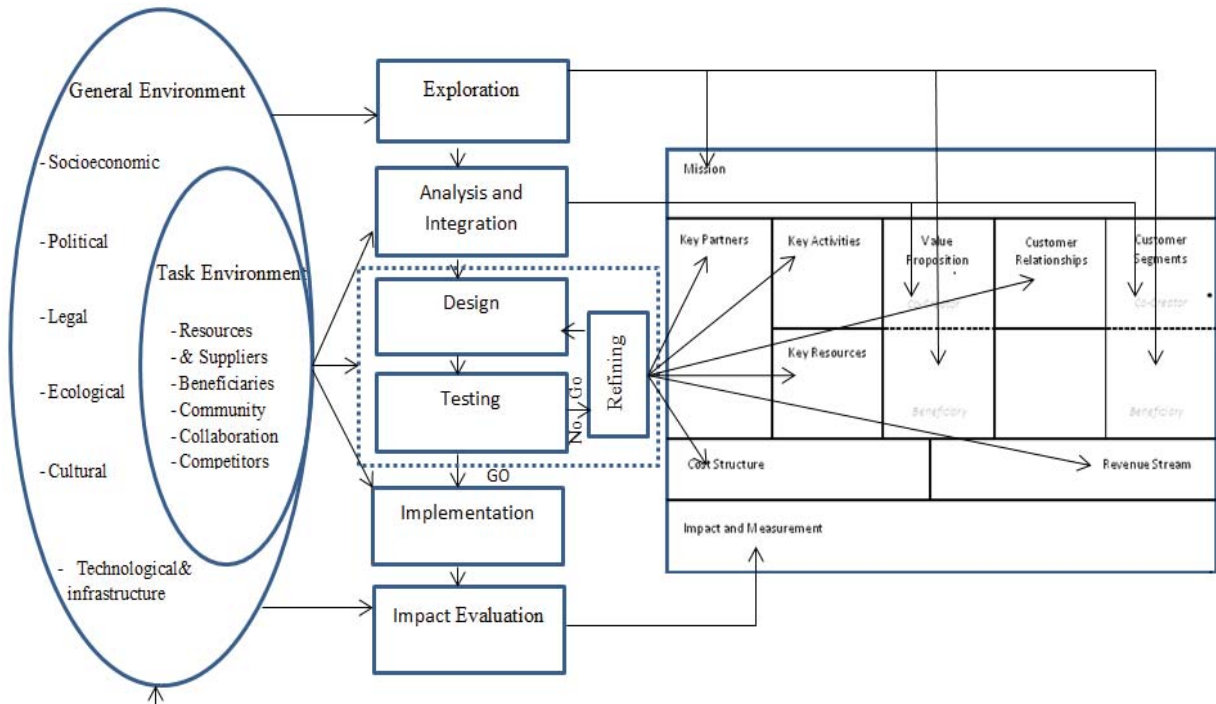 General Environment
- Socioeconomic
- Political
- Legal
- Ecological
- Cultural
- Technological&
infrastructure
Task Environment
- Resources
- & Suppliers
- Beneficiaries
- Community
- Collaboration
- Competitors
Exploration
Analysis and
Integration
Design
Testing
No Go
Refining
GO
Implementation
Impact Evaluation
Mission
Key Partners
Key Activities
Value
Proposition
Co-Creator
Customer
Relationships
Customer
Segments
Co-Creator
Key Resources
Beneficiary
Beneficiary
Cost Structure
Revenue Stream
Impact and Measurement